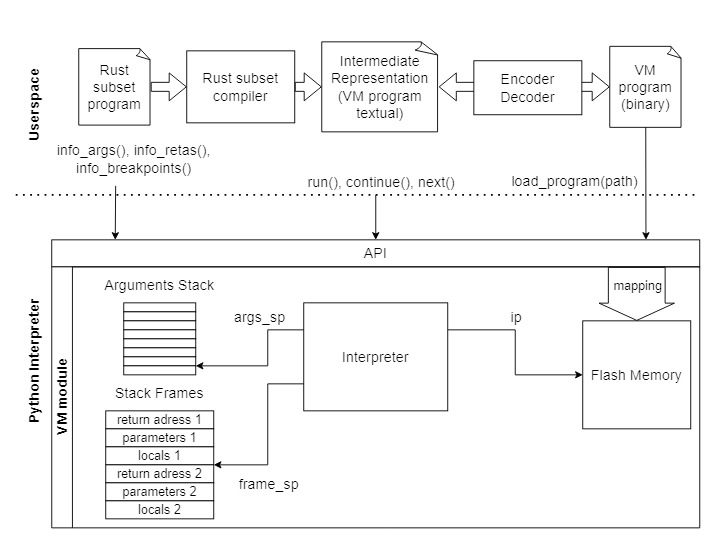 Userspace
Rust
subset
program
Rust subset
compiler
Intermediate
Representation
(VM program
textual)
Encoder
Decoder
VM
program
(binary)
info_args(), info_retas(),
info_breakpoints()
run(), continue(), next()
load_program(path)
Python Interpreter
API
VM module
Arguments Stack
args_sp
Interpreter
ip
mapping
Flash Memory
Stack Frames
return adress 1
parameters 1
locals 1
return adress 2
parameters 2
locals 2
frame_sp